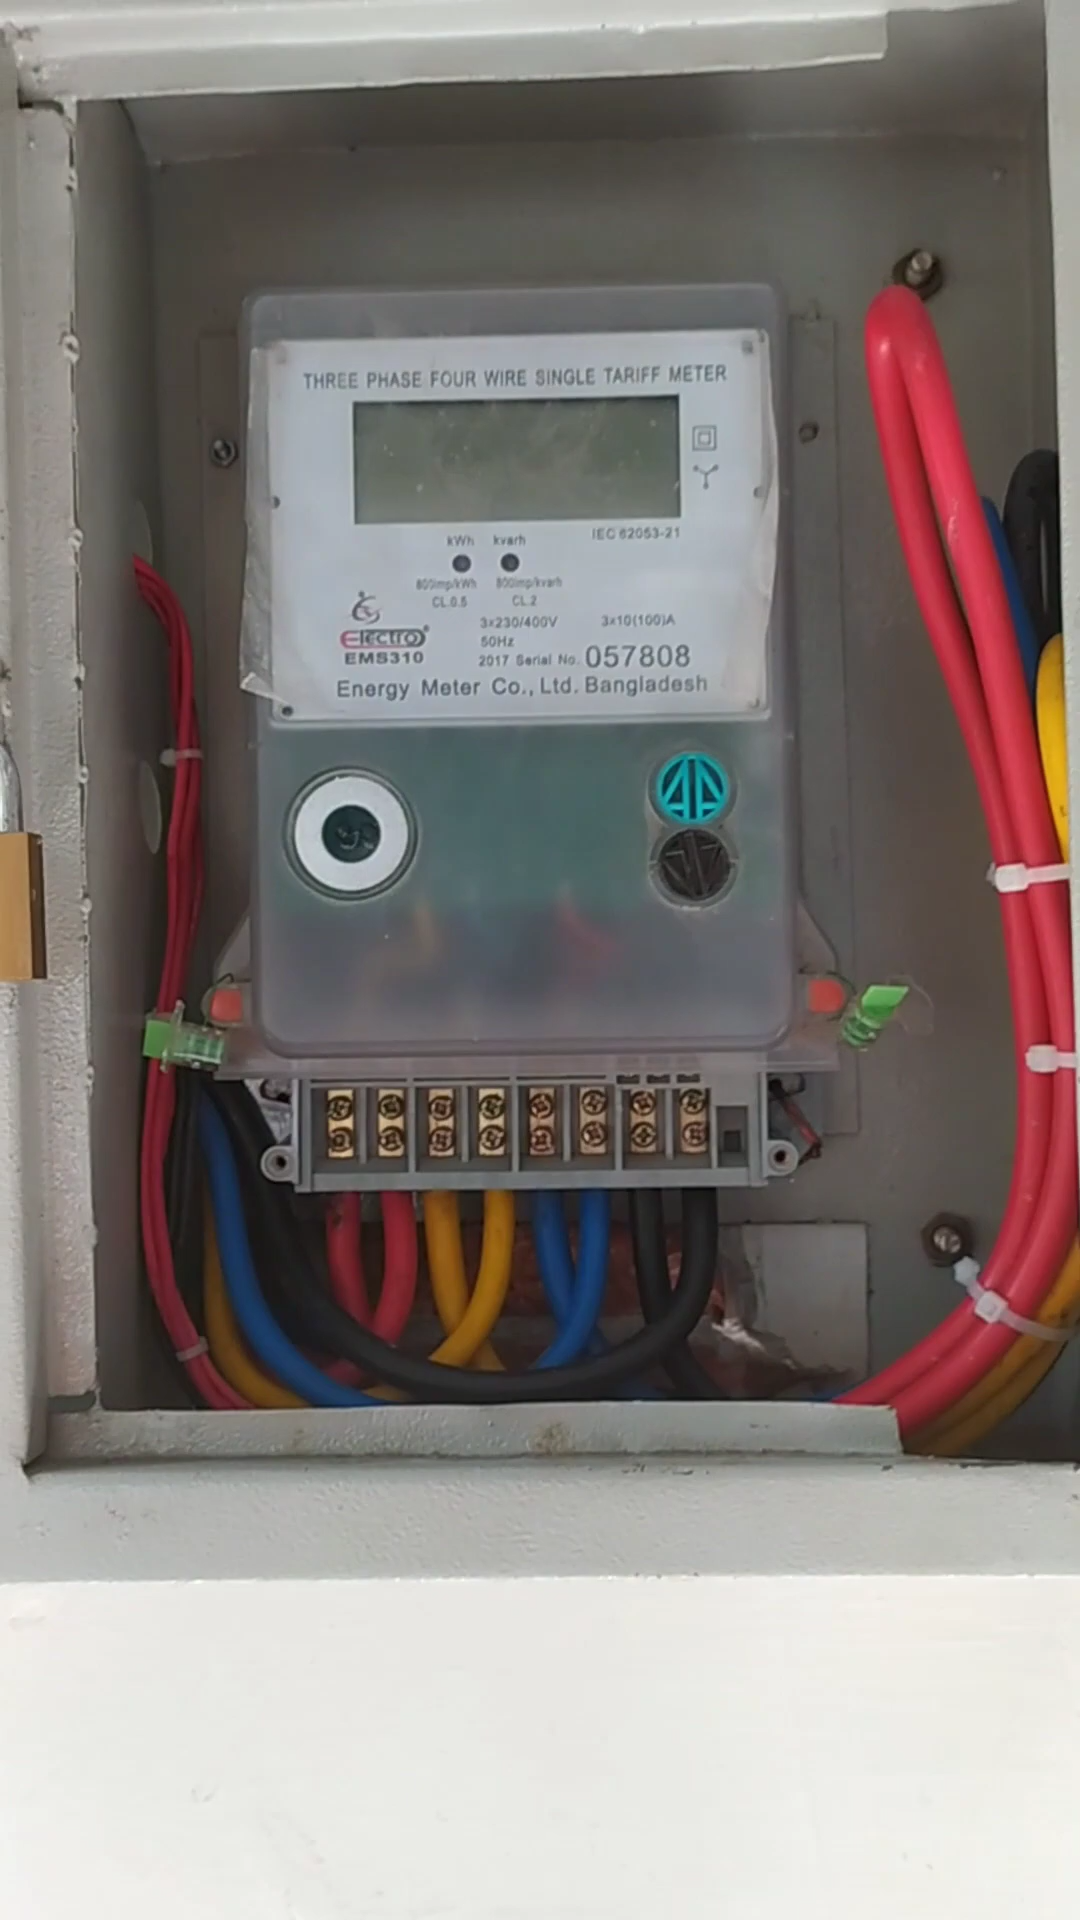 THREE PHASE FOUR WIRE SINGLE TARIFF METER
IEC 62053-21
kWh kvarh
800imp/kWh 800imp/kvarh
CL.0.5 CL.2
3x230/400V 3x10(100)A
50Hz
Electro®
EMS310
2017 Serial No. 057808
Energy Meter Co., Ltd. Bangladesh